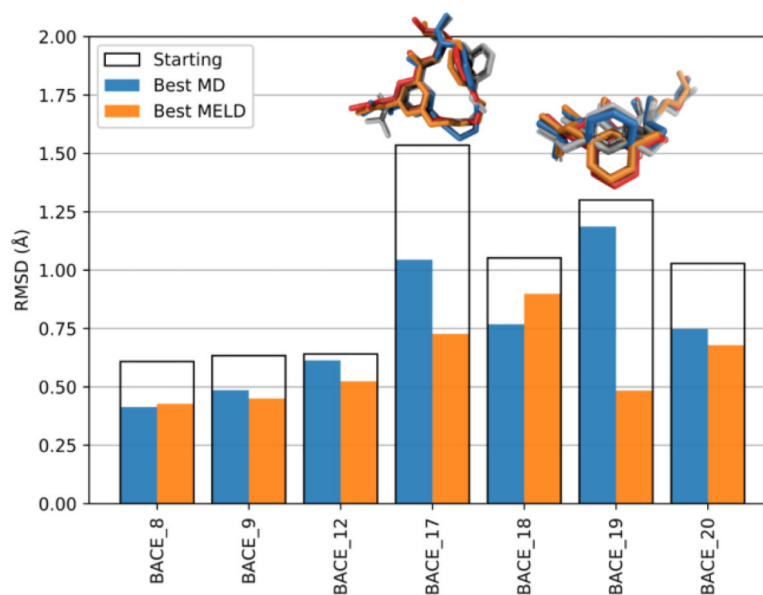 2.00
1.75
1.50
1.25
1.00
0.75
0.50
0.25
0.00
RMSD (Å)
Starting
Best MD
Best MELD
BACE_8
BACE_9
BACE_12
BACE_17
BACE_18
BACE_19
BACE_20